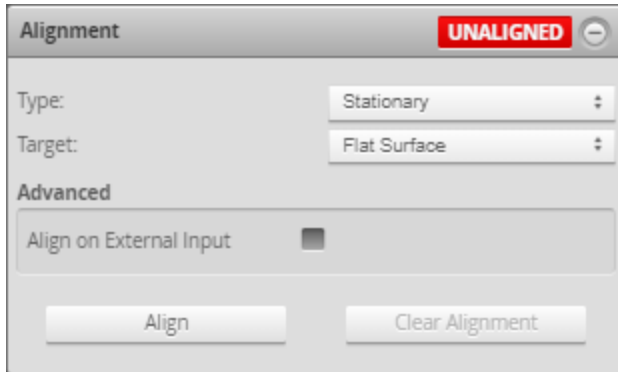 Alignment UNALIGNED
Type: Stationary
Target: Flat Surface
Advanced
Align on External Input
Align Clear Alignment